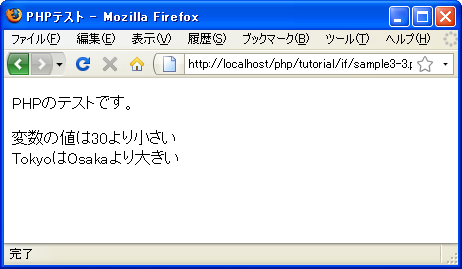 PHPテスト - Mozilla Firefox
ファイル(F) 編集(E) 表示(V) 履歴(S) ブックマーク(B) ツール(T) ヘルプ(H)
http://localhost/php/tutorial/if/sample3-3.p
PHPのテストです。
変数の値は30より小さい
TokyoはOsakaより大きい
完了